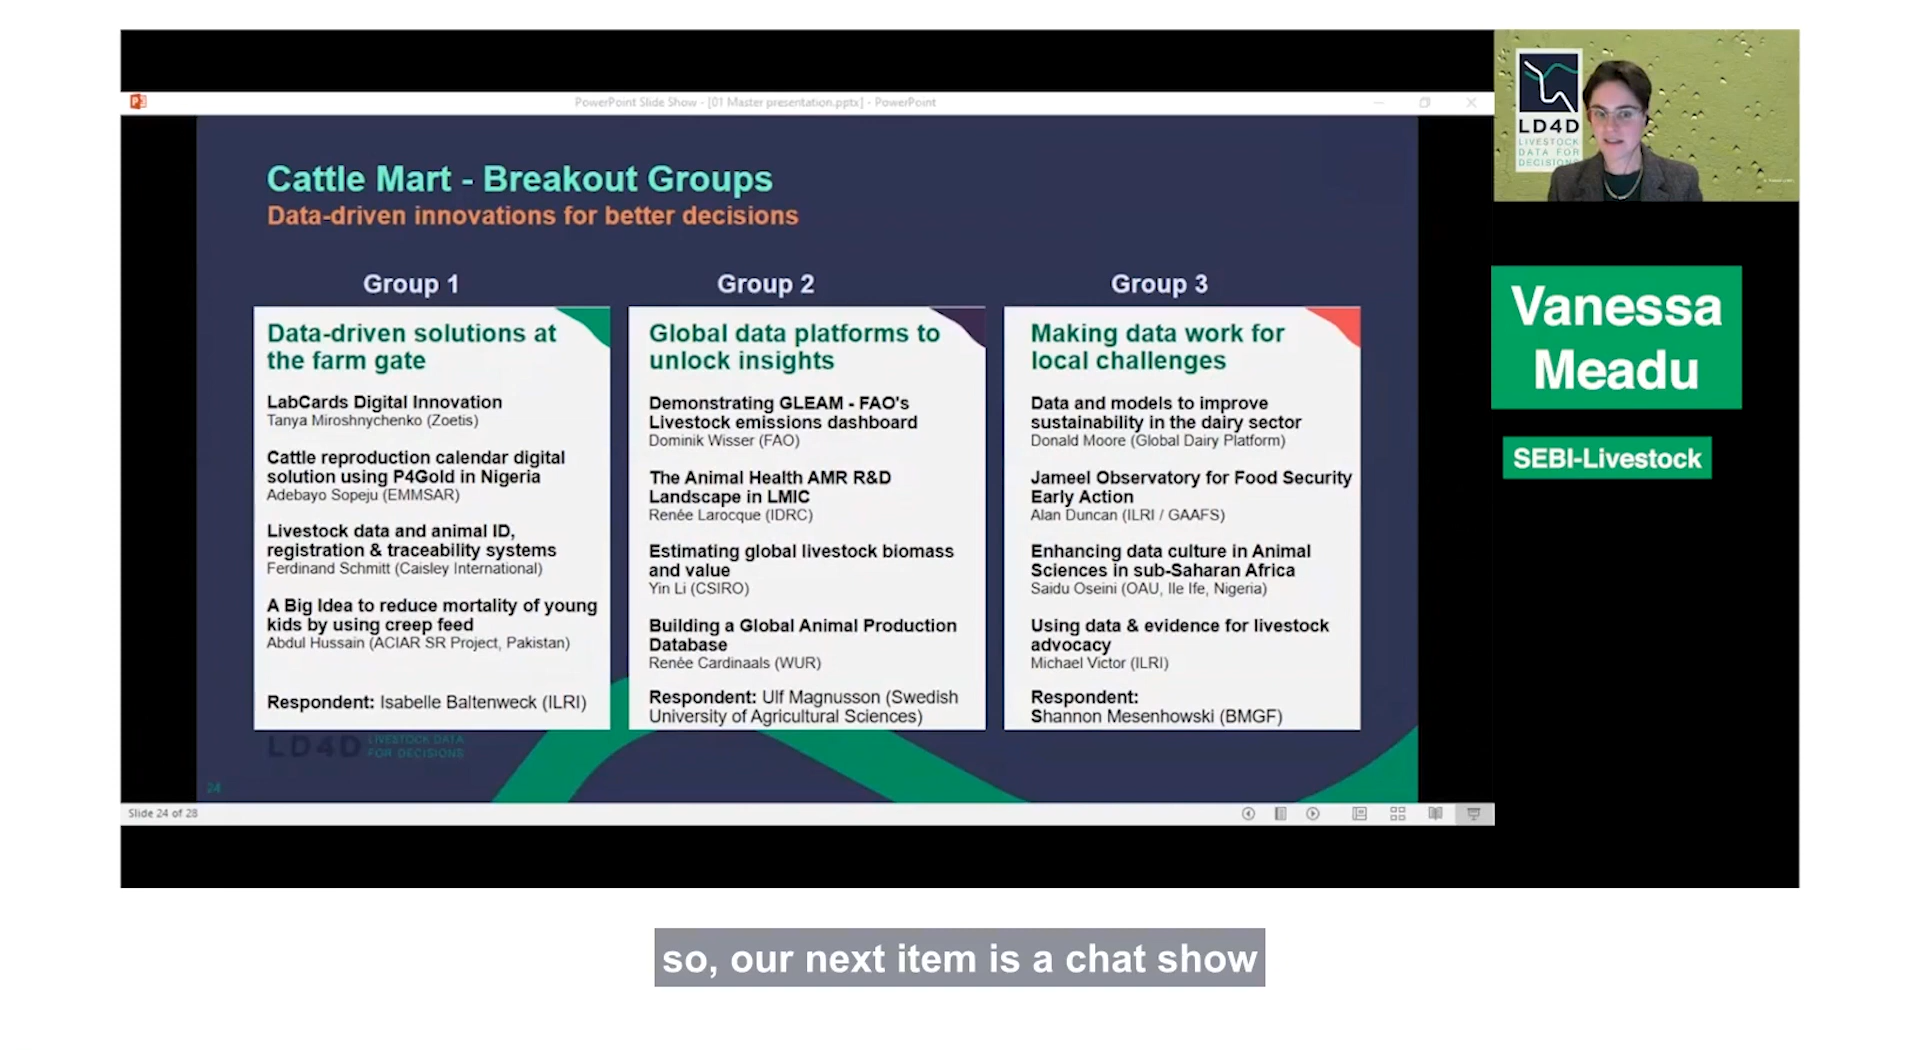 PowerPoint Slide Show - [01 Master presentation.pptx] - PowerPoint
Cattle Mart - Breakout Groups
Data-driven innovations for better decisions
Group 1
Data-driven solutions at
the farm gate
LabCards Digital Innovation
Tanya Miroshnychenko (Zoetis)
Cattle reproduction calendar digital
solution using P4Gold in Nigeria
Adebayo Sopeju (EMMSAR)
Livestock data and animal ID,
registration & traceability systems
Ferdinand Schmitt (Caisley International)
A Big Idea to reduce mortality of young
kids by using creep feed
Abdul Hussain (ACIAR SR Project, Pakistan)
Respondent: Isabelle Baltenweck (ILRI)
Group 2
Global data platforms to
unlock insights
Demonstrating GLEAM - FAO's
Livestock emissions dashboard
Dominik Wisser (FAO)
The Animal Health AMR R&D
Landscape in LMIC
Renée Larocque (IDRC)
Estimating global livestock biomass
and value
Yin Li (CSIRO)
Building a Global Animal Production
Database
Renée Cardinaals (WUR)
Respondent: Ulf Magnusson (Swedish
University of Agricultural Sciences)
Group 3
Making data work for
local challenges
Data and models to improve
sustainability in the dairy sector
Donald Moore (Global Dairy Platform)
Jameel Observatory for Food Security
Early Action
Alan Duncan (ILRI / GAAFS)
Enhancing data culture in Animal
Sciences in sub-Saharan Africa
Saidu Oseini (OAU, Ile Ife, Nigeria)
Using data & evidence for livestock
advocacy
Michael Victor (ILRI)
Respondent:
Shannon Mesenhowski (BMGF)
LD4D LIVESTOCK DATA
FOR DECISIONS
24
Slide 24 of 28
LD4D
LIVESTOCK
DATA FOR
DECISIONS
Vanessa
Meadu
SEBI-Livestock
so, our next item is a chat show